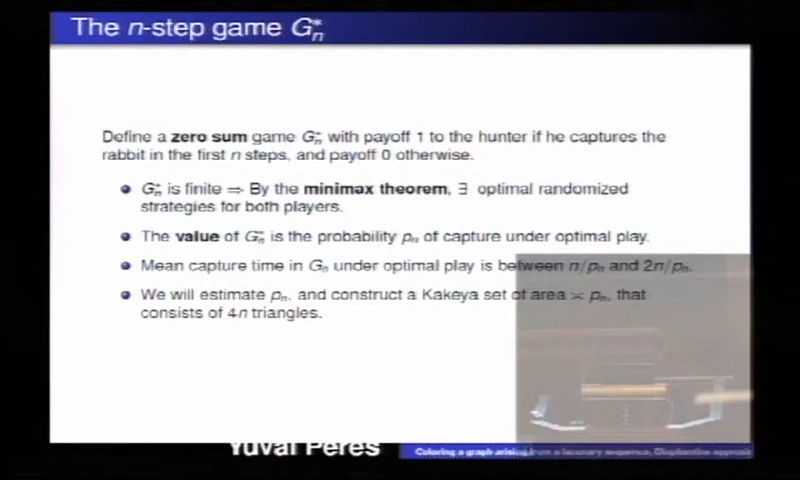 The n-step game G*ₙ
Define a zero sum game G*ₙ with payoff 1 to the hunter if he captures the
rabbit in the first n steps, and payoff 0 otherwise.
G*ₙ is finite ⇒ By the minimax theorem, ∃ optimal randomized
strategies for both players.
The value of G*ₙ is the probability pₙ of capture under optimal play.
Mean capture time in Gₙ under optimal play is between n/pₙ and 2n/pₙ.
We will estimate pₙ, and construct a Kakeya set of area ≍ pₙ, that
consists of 4n triangles.
Yuval Peres
Coloring a graph arising from a lacunary sequence, Diophantine approxi